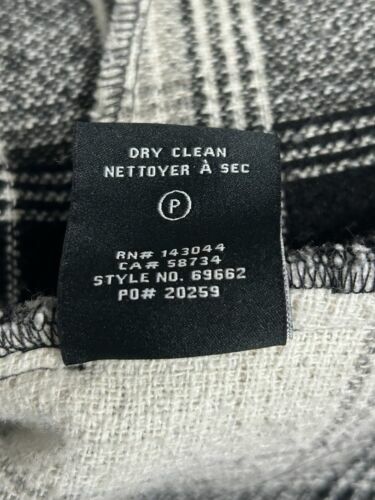 DRY CLEAN
NETTOYER À SEC
P
RN# 143044
CA# 58734
STYLE NO. 69662
PO# 20259